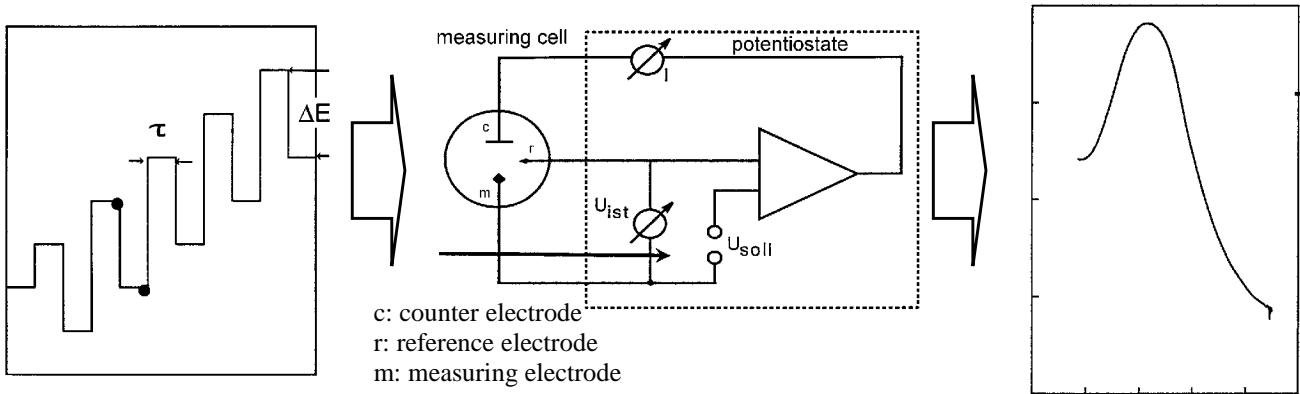 τ
ΔE
measuring cell
potentiostate
I
c
r
m
U_ist
U_soll
c: counter electrode
r: reference electrode
m: measuring electrode